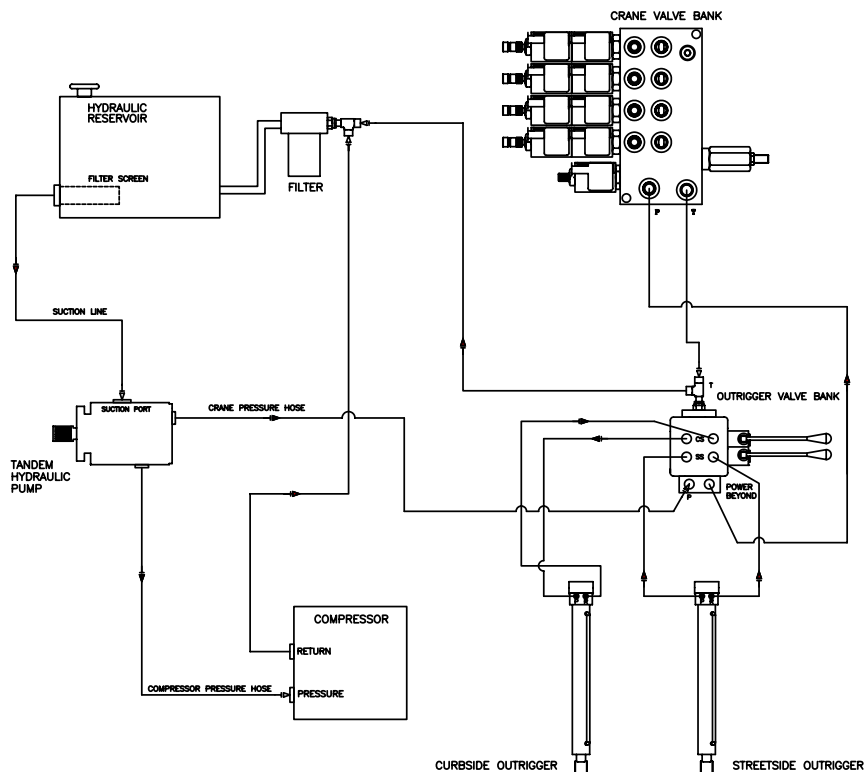 CRANE VALVE BANK
HYDRAULIC
RESERVOIR
FILTER SCREEN
FILTER
P
T
SUCTION LINE
T
OUTRIGGER VALVE BANK
SUCTION PORT
CRANE PRESSURE HOSE
CS
SS
TANDEM
HYDRAULIC
PUMP
P
POWER
BEYOND
COMPRESSOR
RETURN
COMPRESSOR PRESSURE HOSE
PRESSURE
CURBSIDE OUTRIGGER
STREETSIDE OUTRIGGER